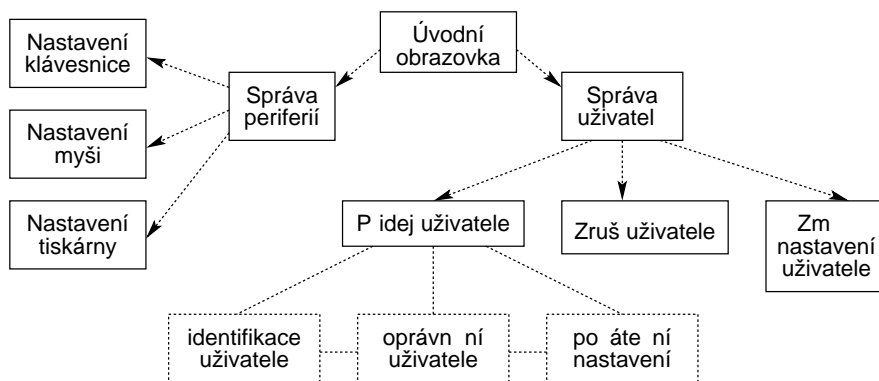 Úvodní
obrazovka
Nastavení
klávesnice
Správa
periferií
Správa
uživatel
Nastavení
myši
Nastavení
tiskárny
P idej uživatele
Zruš uživatele
Zm
nastavení
uživatele
identifikace
uživatele
oprávn ní
uživatele
po áte ní
nastavení